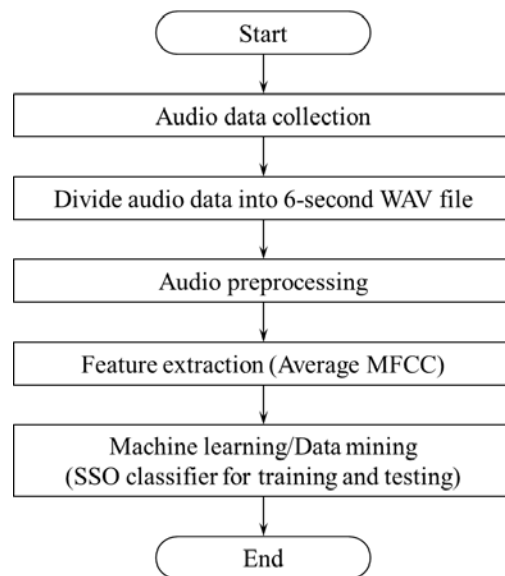 Start
Audio data collection
Divide audio data into 6-second WAV file
Audio preprocessing
Feature extraction (Average MFCC)
Machine learning/Data mining
(SSO classifier for training and testing)
End